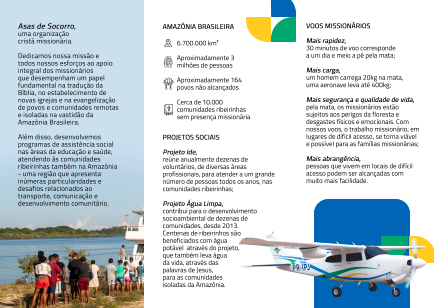 Asas de Socorro,
uma organização
cristã missionária.
Dedicamos nossa missão e
todos nossos esforços ao apoio
integral dos missionários
que desempenham um papel
fundamental na tradução da
Bíblia, no estabelecimento de
novas igrejas e na evangelização
de povos e comunidades remotas
e isoladas na vastidão da
Amazônia Brasileira.
Além disso, desenvolvemos
programas de assistência social
nas áreas da educação e saúde,
atendendo às comunidades
ribeirinhas também na Amazônia
- uma região que apresenta
inúmeras particularidades e
desafios relacionados ao
transporte, comunicação e
desenvolvimento comunitário.
AMAZÔNIA BRASILEIRA
6.700.000 km²
Aproximadamente 3
milhões de pessoas
Aproximadamente 164
povos não alcançados
Cerca de 10.000
comunidades ribeirinhas
sem presença missionária
PROJETOS SOCIAIS
Projeto Ide,
reúne anualmente dezenas de
voluntários, de diversas áreas
profissionais, para atender a um grande
número de pessoas todos os anos, nas
comunidades ribeirinhas;
Projeto Água Limpa,
contribui para o desenvolvimento
socioambiental de dezenas de
comunidades, desde 2013.
Centenas de ribeirinhos são
beneficiados com água
potável através do projeto,
que também leva água
da vida, através das
palavras de Jesus,
para as comunidades
isoladas da Amazônia.
VOOS MISSIONÁRIOS
Mais rapidez,
30 minutos de voo corresponde
a um dia e meio a pé pela mata;
Mais carga,
um homem carrega 20kg na mata,
uma aeronave leva até 400kg;
Mais segurança e qualidade de vida,
pela mata, os missionários estão
sujeitos aos perigos da floresta e
desgastes físicos e emocionais. Com
nossos voos, o trabalho missionário, em
lugares de difícil acesso, se torna viável
e possível para as famílias missionárias;
Mais abrangência,
pessoas que vivem em locais de difícil
acesso podem ser alcançadas com
muito mais facilidade.
PR-IPJ